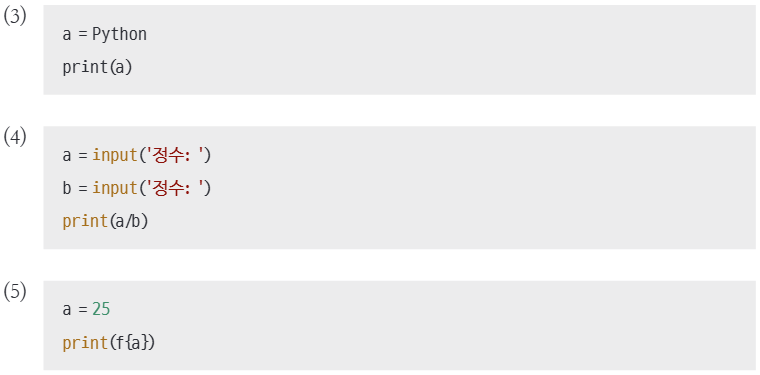 (3)
a = Python
print(a)
(4)
a = input('정수: ')
b = input('정수: ')
print(a/b)
(5)
a = 25
print(f{a})